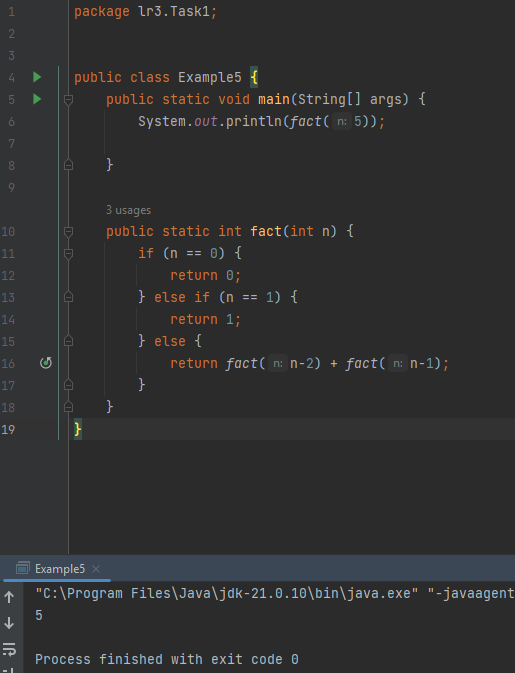 1 package lr3.Task1;
2
3
4 public class Example5 {
5 public static void main(String[] args) {
6 System.out.println(fact( n: 5));
7
8 }
9
3 usages
10 public static int fact(int n) {
11 if (n == 0) {
12 return 0;
13 } else if (n == 1) {
14 return 1;
15 } else {
16 return fact( n: n-2) + fact( n: n-1);
17 }
18 }
19 }
Example5 ×
"C:\Program Files\Java\jdk-21.0.10\bin\java.exe" "-javaagent
5
Process finished with exit code 0